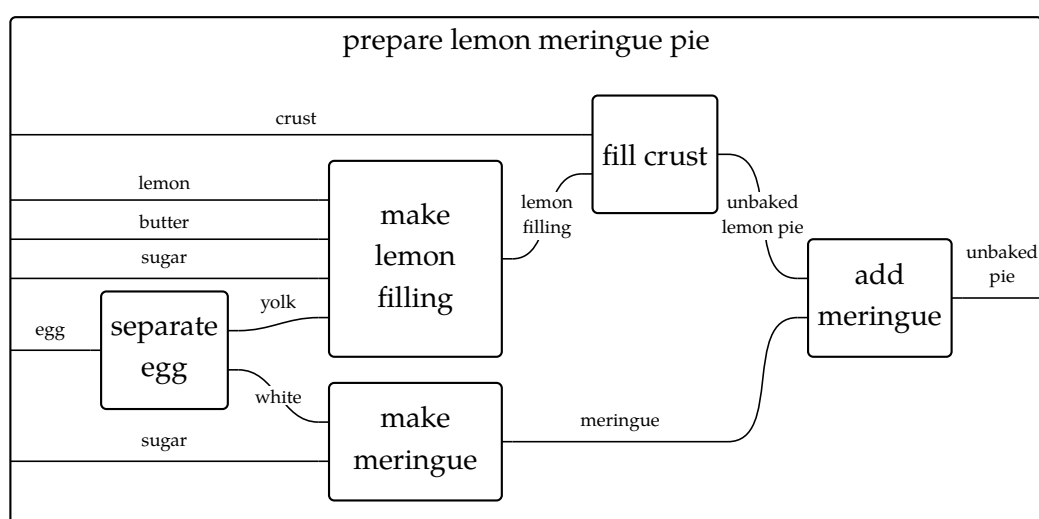 prepare lemon meringue pie
crust
fill crust
lemon
butter
sugar
make
lemon
filling
lemon
filling
unbaked
lemon pie
egg
separate
egg
yolk
white
sugar
make
meringue
meringue
add
meringue
unbaked
pie